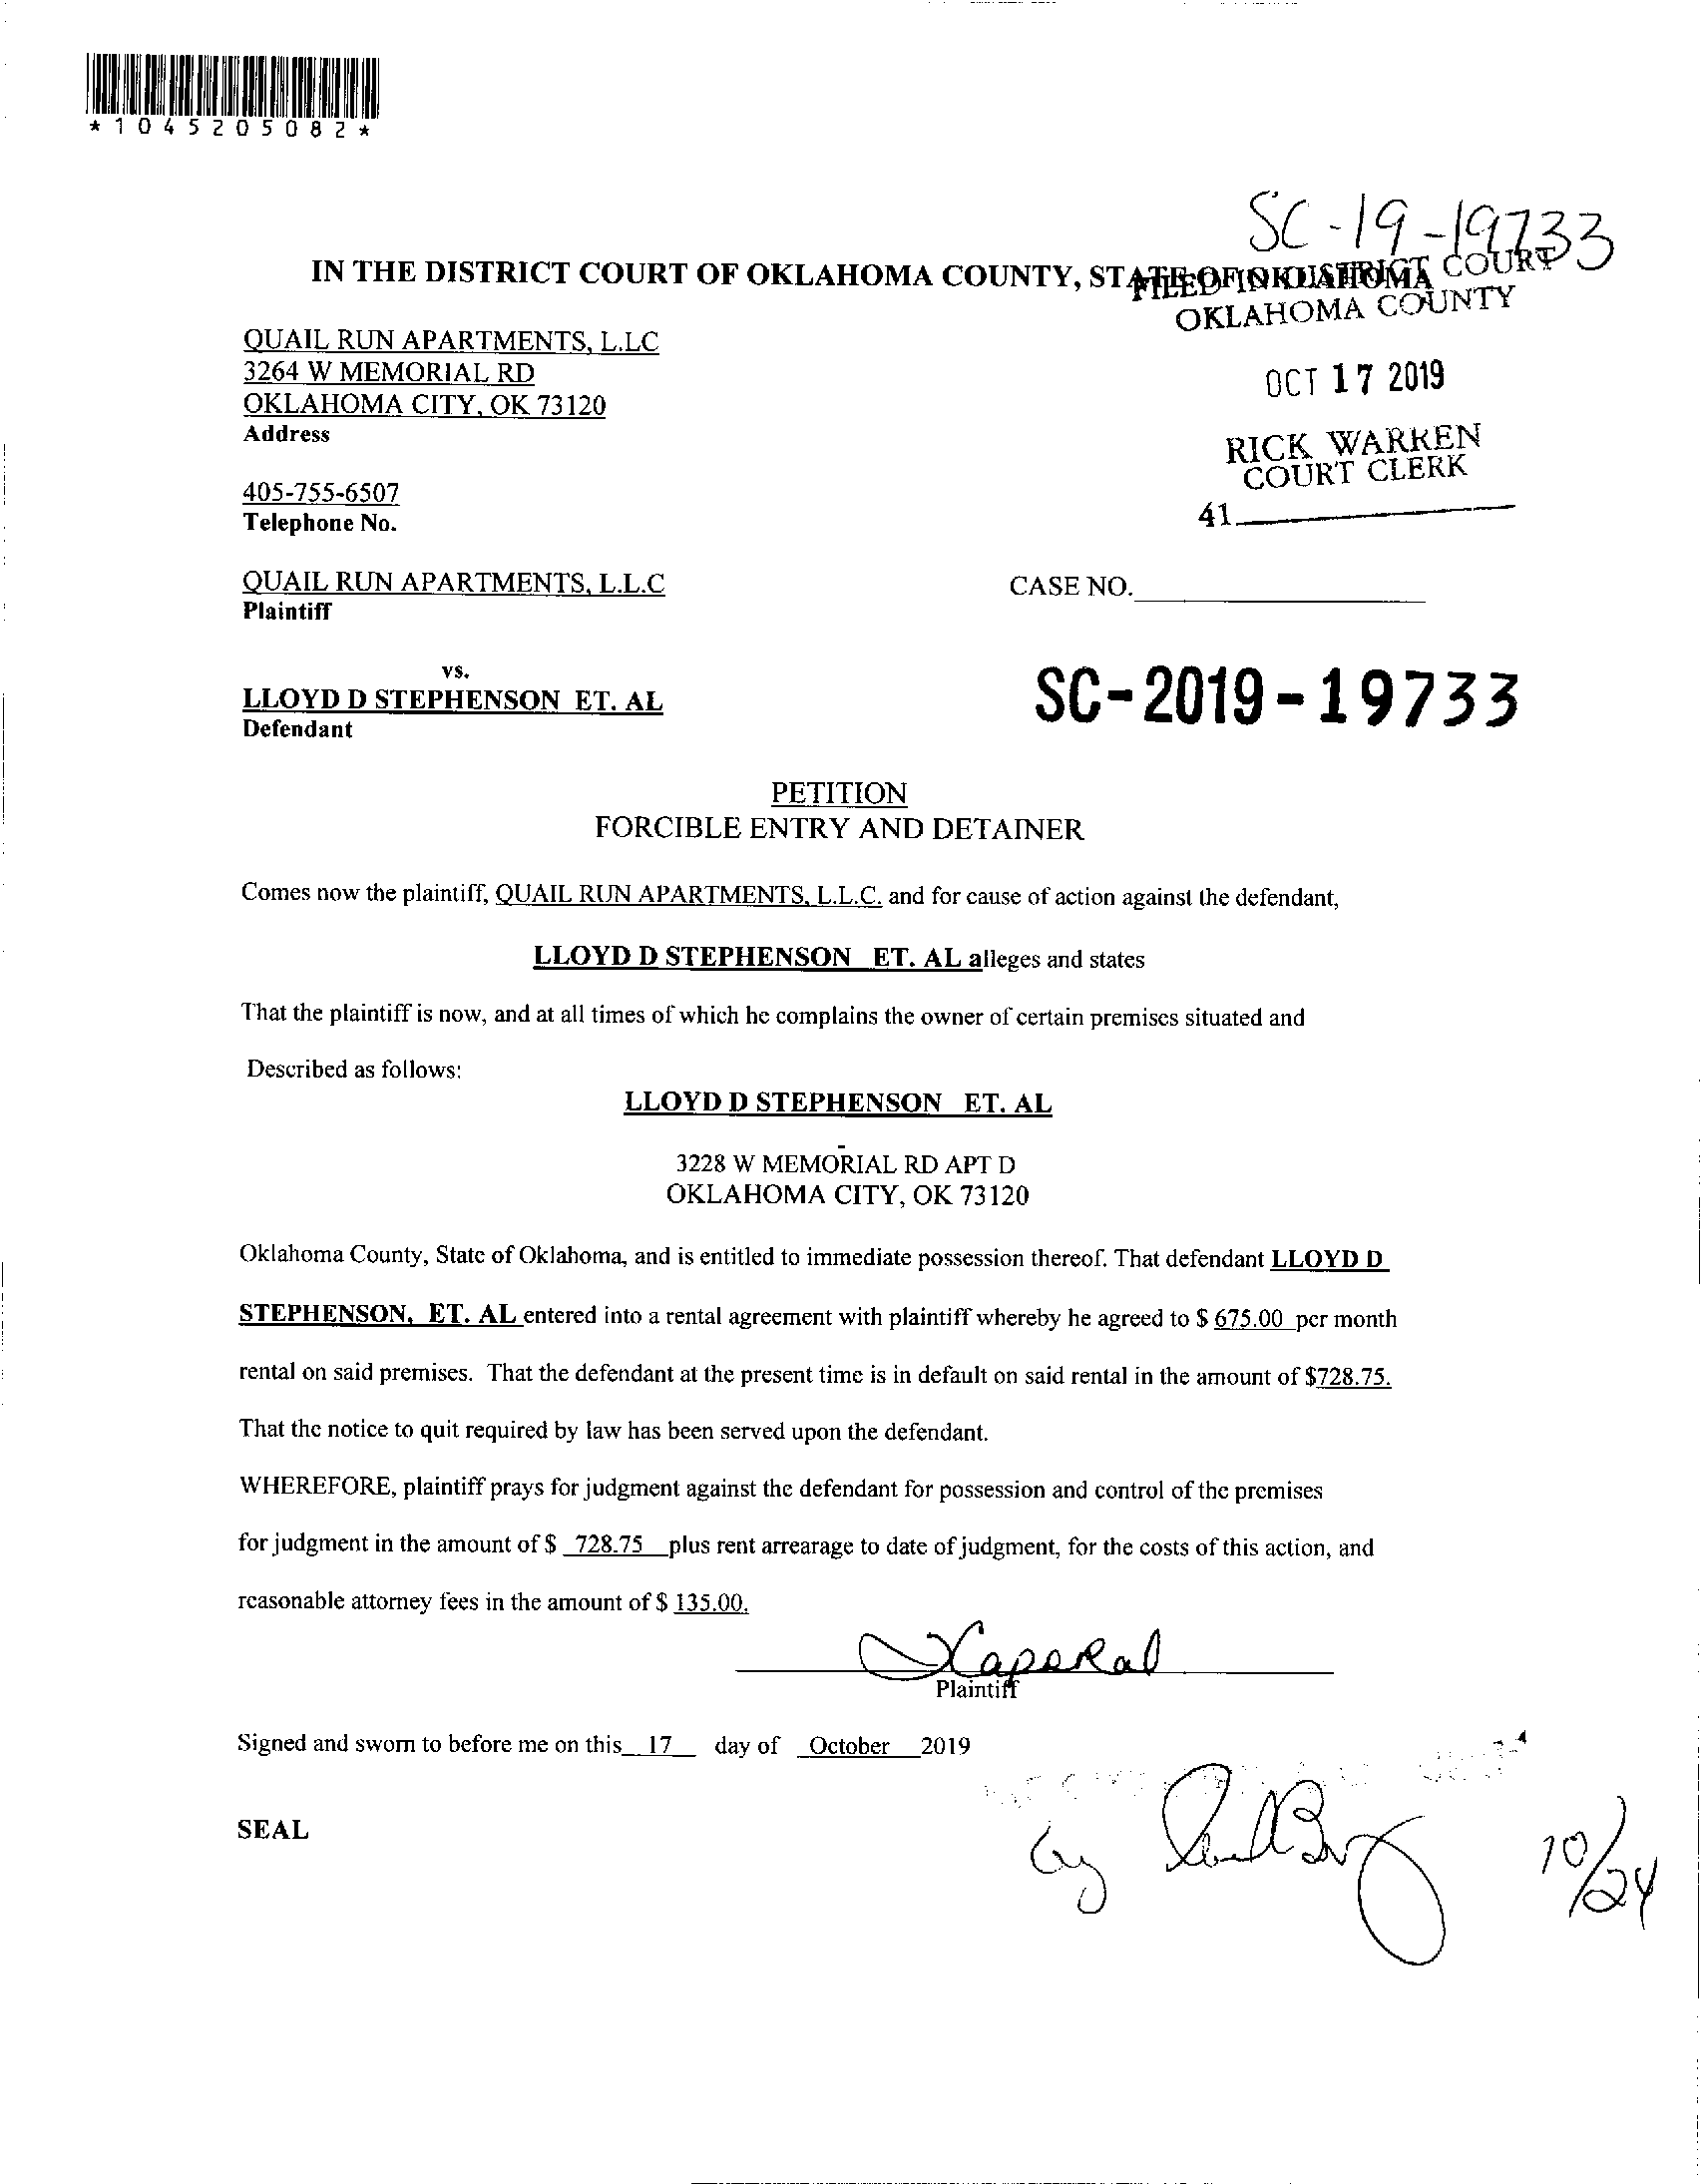 *1045205082*
SC-19-19733
IN THE DISTRICT COURT OF OKLAHOMA COUNTY, STATE OF OKLAHOMA
FILED IN DISTRICT COURT
OKLAHOMA COUNTY
QUAIL RUN APARTMENTS, L.LC
3264 W MEMORIAL RD
OKLAHOMA CITY, OK 73120
Address
OCT 17 2019
RICK WARREN
COURT CLERK
405-755-6507
Telephone No.
41
QUAIL RUN APARTMENTS, L.L.C
Plaintiff
CASE NO.
vs.
LLOYD D STEPHENSON ET. AL
Defendant
SC-2019-19733
PETITION
FORCIBLE ENTRY AND DETAINER
Comes now the plaintiff, QUAIL RUN APARTMENTS, L.L.C. and for cause of action against the defendant,
LLOYD D STEPHENSON ET. AL alleges and states
That the plaintiff is now, and at all times of which he complains the owner of certain premises situated and
Described as follows:
LLOYD D STEPHENSON ET. AL
3228 W MEMORIAL RD APT D
OKLAHOMA CITY, OK 73120
Oklahoma County, State of Oklahoma, and is entitled to immediate possession thereof. That defendant LLOYD D
STEPHENSON, ET. AL entered into a rental agreement with plaintiff whereby he agreed to $ 675.00 per month
rental on said premises. That the defendant at the present time is in default on said rental in the amount of $728.75.
That the notice to quit required by law has been served upon the defendant.
WHEREFORE, plaintiff prays for judgment against the defendant for possession and control of the premises
for judgment in the amount of $ 728.75 plus rent arrearage to date of judgment, for the costs of this action, and
reasonable attorney fees in the amount of $ 135.00.
Plaintiff
Signed and sworn to before me on this 17 day of October 2019
SEAL
by
10/24